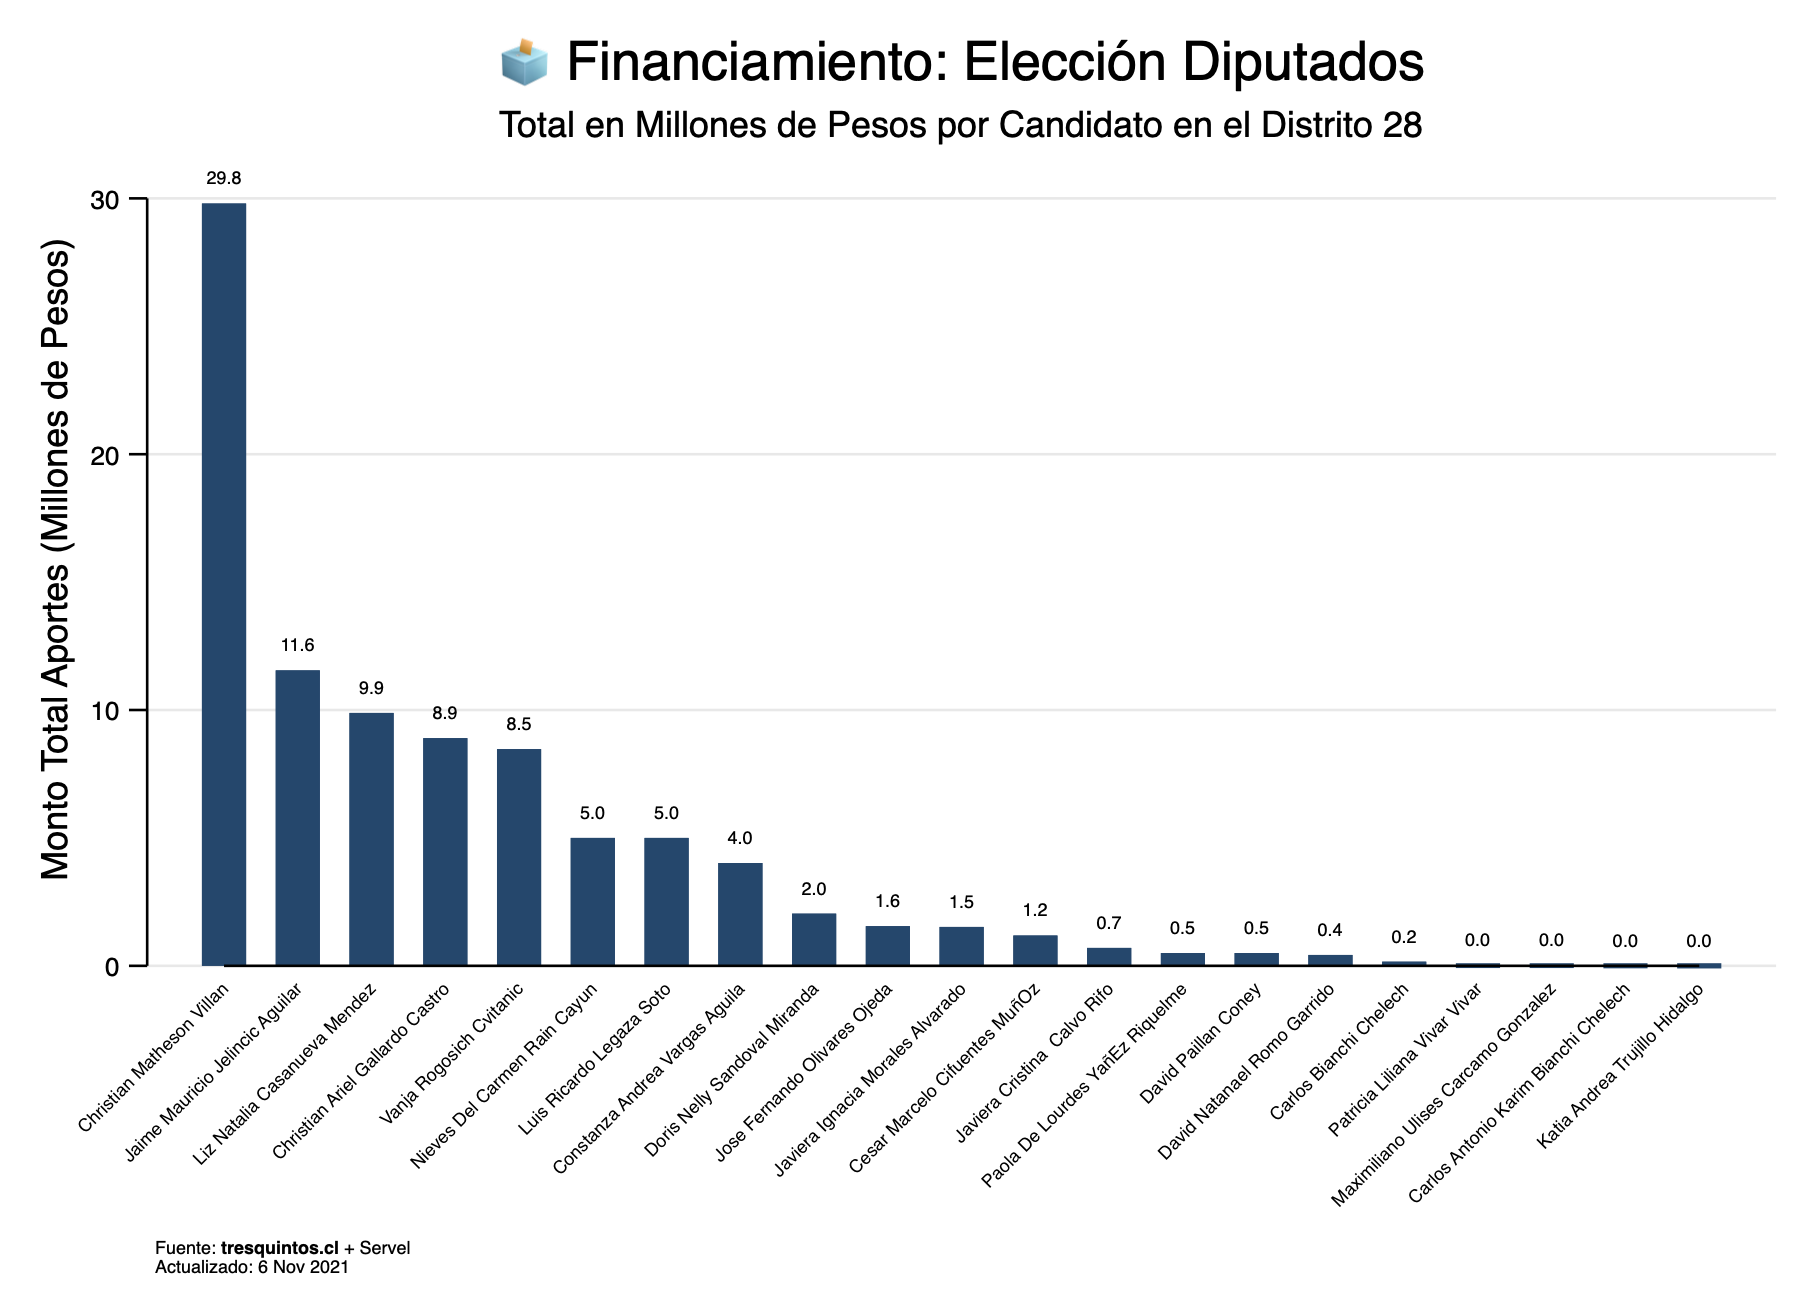 Financiamiento: Elección Diputados
Total en Millones de Pesos por Candidato en el Distrito 28
Monto Total Aportes (Millones de Pesos)
30
20
10
0
29.8
11.6
9.9
8.9
8.5
5.0
5.0
4.0
2.0
1.6
1.5
1.2
0.7
0.5
0.5
0.4
0.2
0.0
0.0
0.0
0.0
Christian Matheson Villan
Jaime Mauricio Jelincic Aguilar
Liz Natalia Casanueva Mendez
Christian Ariel Gallardo Castro
Vanja Rogosich Cvitanic
Nieves Del Carmen Rain Cayun
Luis Ricardo Legaza Soto
Constanza Andrea Vargas Aguila
Doris Nelly Sandoval Miranda
Jose Fernando Olivares Ojeda
Javiera Ignacia Morales Alvarado
Cesar Marcelo Cifuentes MuñOz
Javiera Cristina  Calvo Rifo
Paola De Lourdes YañEz Riquelme
David Paillan Coney
David Natanael Romo Garrido
Carlos Bianchi Chelech
Patricia Liliana Vivar Vivar
Maximiliano Ulises Carcamo Gonzalez
Carlos Antonio Karim Bianchi Chelech
Katia Andrea Trujillo Hidalgo
Fuente: tresquintos.cl + Servel
Actualizado: 6 Nov 2021